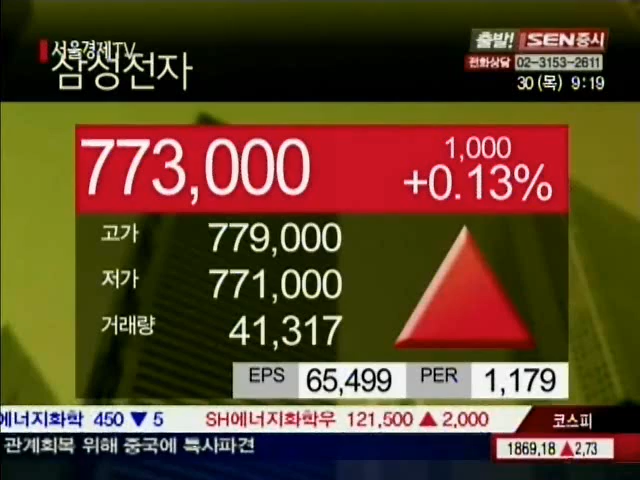 서울경제TV
삼성전자
출발! SEN증시
전화상담 02-3153-2611
30(목) 9:19
773,000 1,000
+0.13%
고가 779,000
저가 771,000
거래량 41,317
EPS 65,499 PER 1,179
에너지화학 450 ▼ 5 SH에너지화학우 121,500 ▲ 2,000 코스피
관계회복 위해 중국에 특사파견 1869,18 ▲2,73